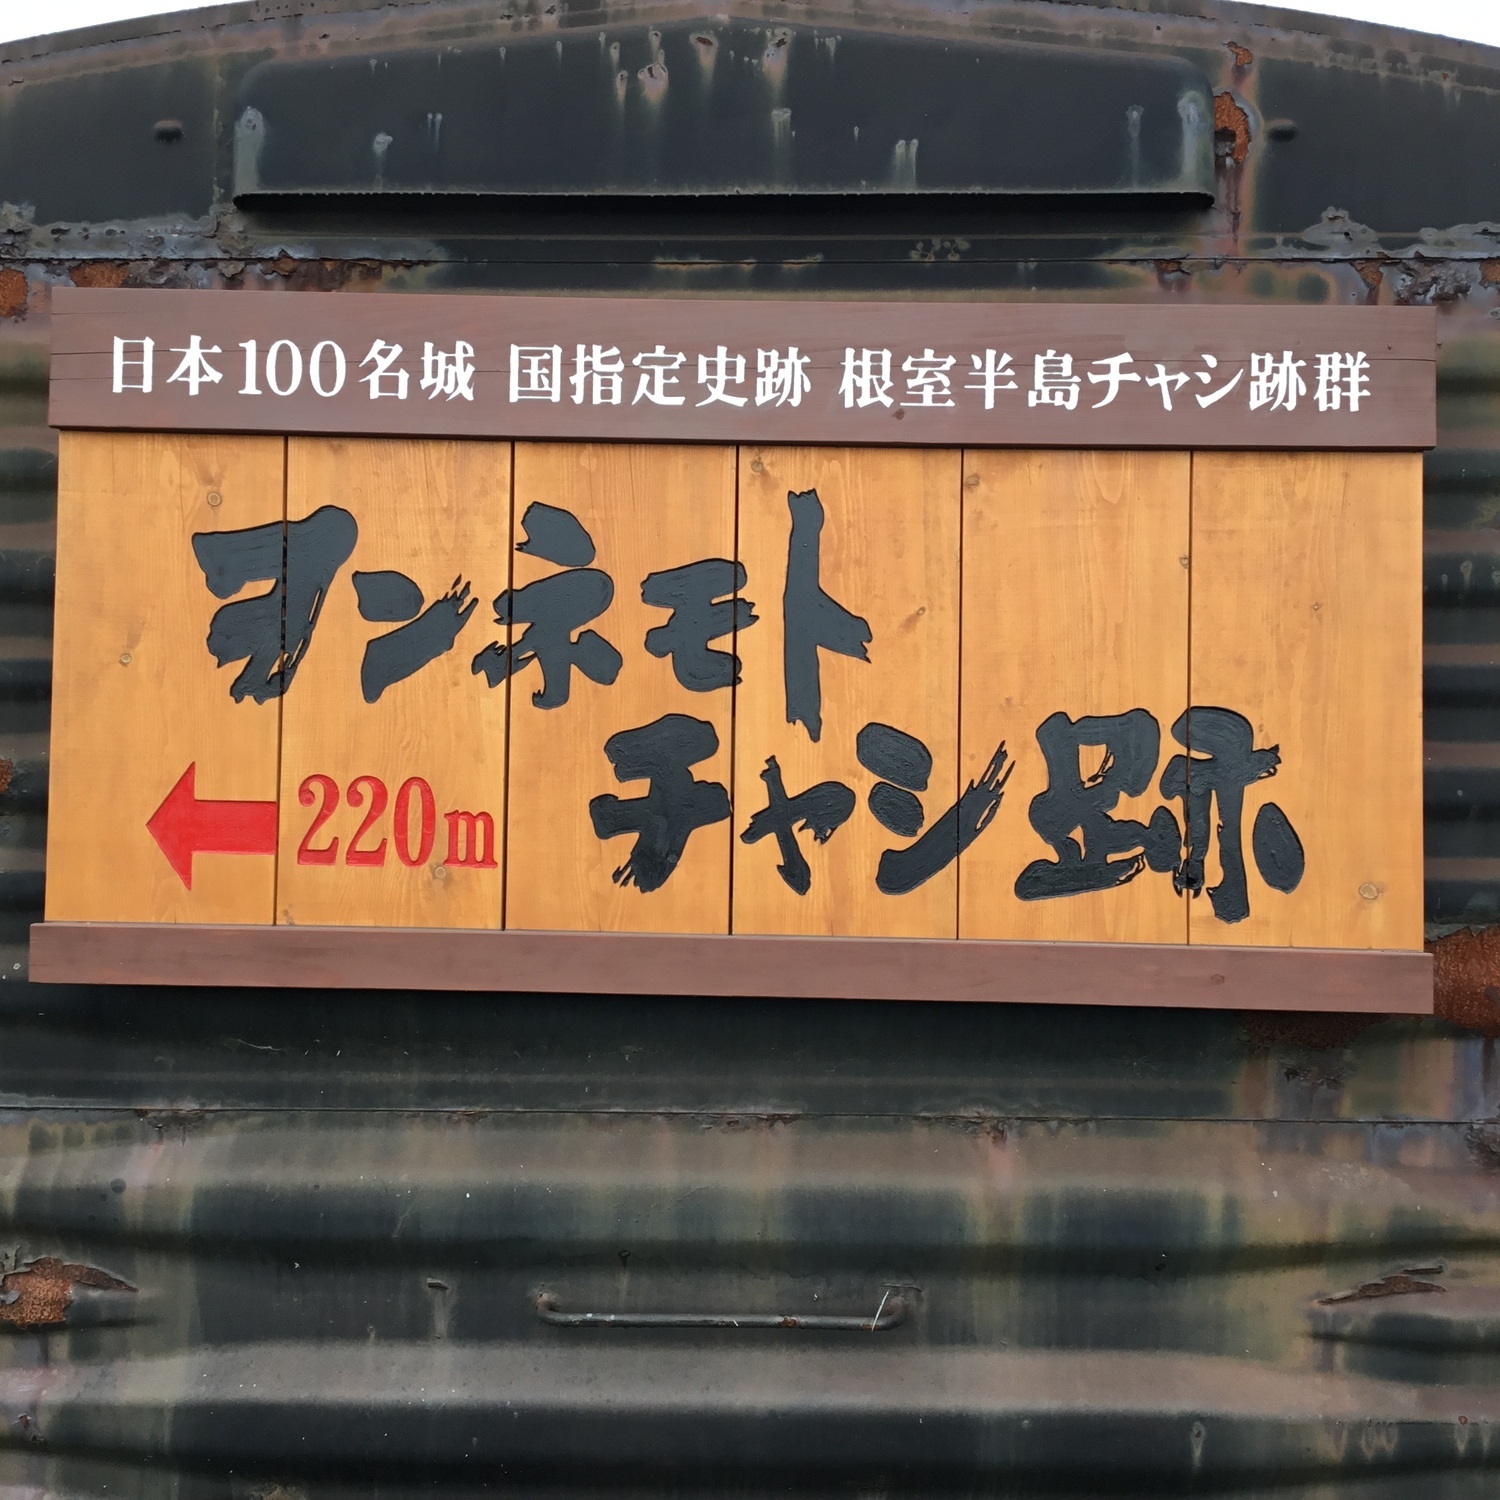 日本100名城 国指定史跡 根室半島チャシ跡群
ヲンネモト
チャシ跡
220m